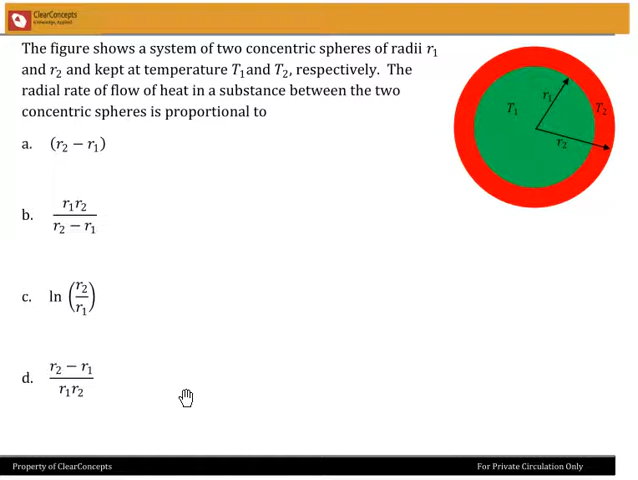 ClearConcepts
The figure shows a system of two concentric spheres of radii r₁
and r₂ and kept at temperature T₁ and T₂, respectively. The
radial rate of flow of heat in a substance between the two
concentric spheres is proportional to
a. (r₂ − r₁)
b. r₁r₂ / r₂ − r₁
c. ln (r₂ / r₁)
d. r₂ − r₁ / r₁r₂
T₁
r₁
T₂
r₂
Property of ClearConcepts
For Private Circulation Only